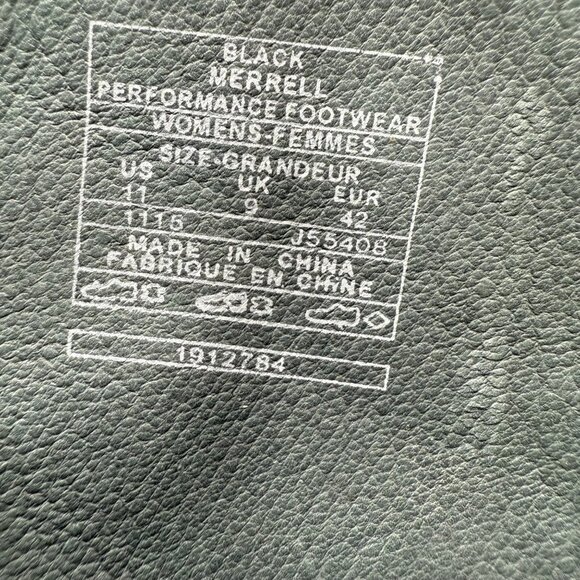 BLACK
MERRELL
PERFORMANCE FOOTWEAR
WOMENS-FEMMES
SIZE-GRANDEUR
US UK EUR
11 9 42
1115 J55408
MADE IN CHINA
FABRIQUE EN CHINE
1912784